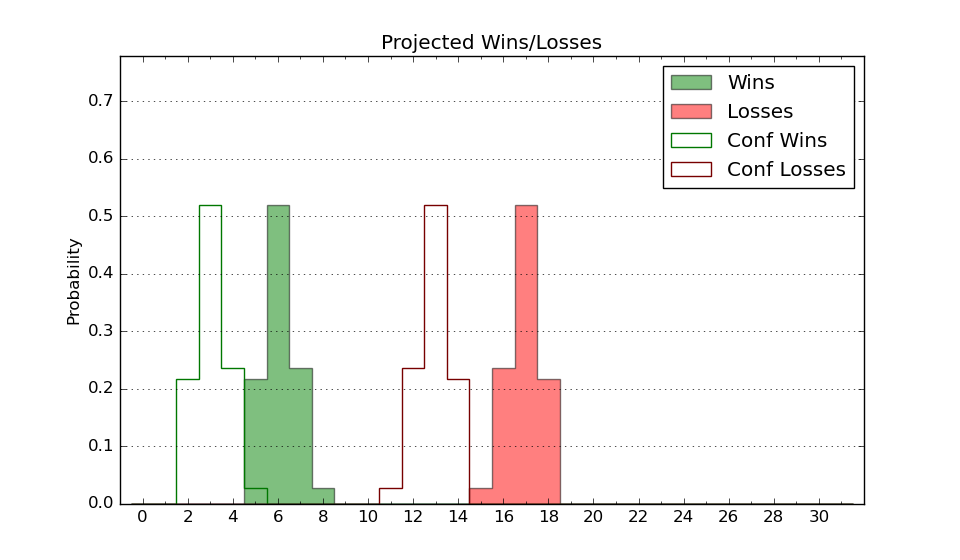 Projected Wins/Losses
Wins
Losses
Conf Wins
Conf Losses
Probability
0.7
0.6
0.5
0.4
0.3
0.2
0.1
0.0
0 2 4 6 8 10 12 14 16 18 20 22 24 26 28 30